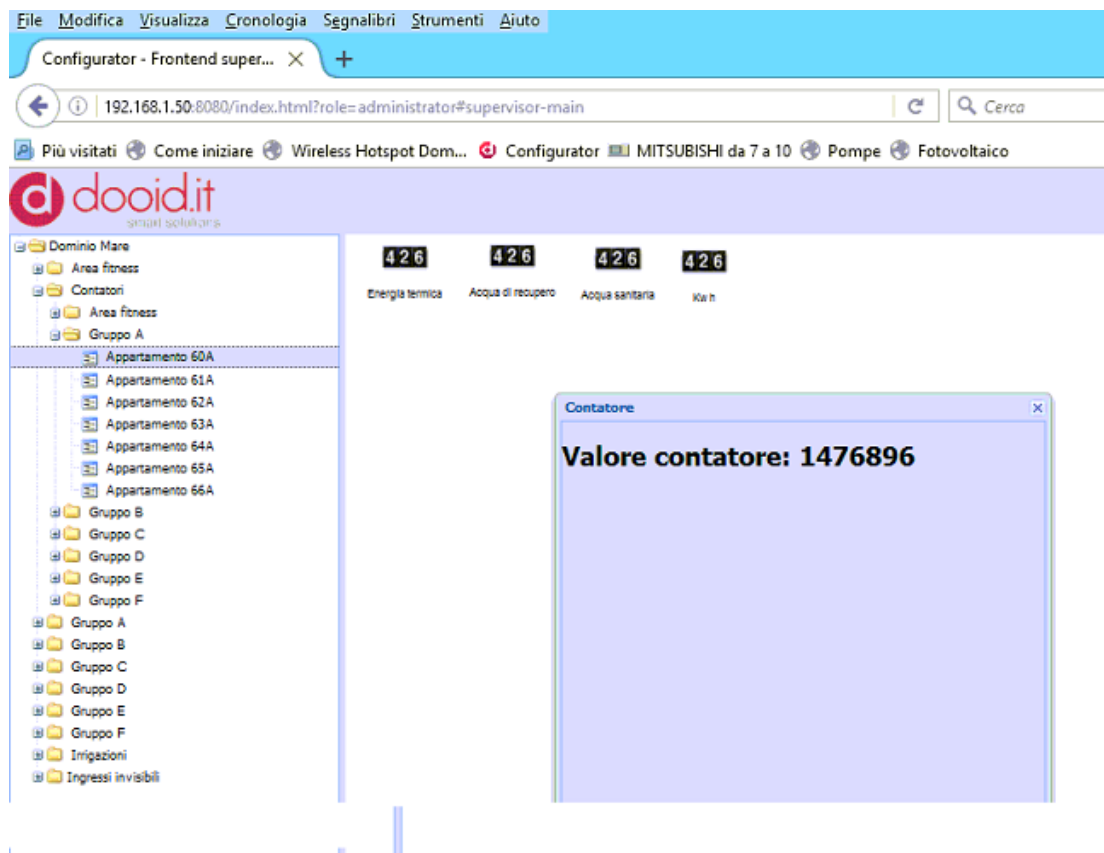 File Modifica Visualizza Cronologia Segnalibri Strumenti Aiuto
Configurator - Frontend super...
192.168.1.50:8080/index.html?role=administrator#supervisor-main
Cerca
Più visitati Come iniziare Wireless Hotspot Dom... Configurator MITSUBISHI da 7 a 10 Pompe Fotovoltaico
dooid.it
smart solutions
Dominio Mare
Area fitness
Contatori
Area fitness
Gruppo A
Appartamento 60A
Appartamento 61A
Appartamento 62A
Appartamento 63A
Appartamento 64A
Appartamento 65A
Appartamento 66A
Gruppo B
Gruppo C
Gruppo D
Gruppo E
Gruppo F
Gruppo A
Gruppo B
Gruppo C
Gruppo D
Gruppo E
Gruppo F
Irrigazioni
Ingressi invisibili
426 426 426 426
Energia termica Acqua di recupero Acqua sanitaria Kw h
Contatore
Valore contatore: 1476896